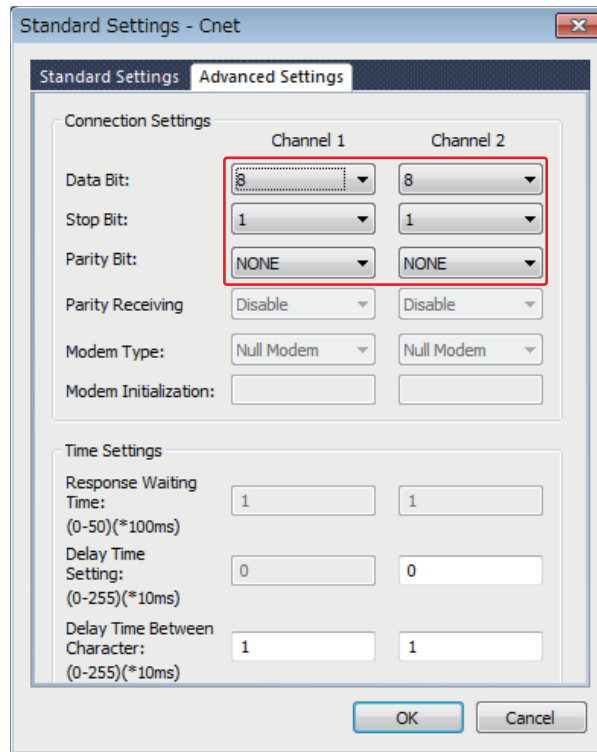 Standard Settings - Cnet
Standard Settings Advanced Settings
Connection Settings
Channel 1 Channel 2
Data Bit: 8 8
Stop Bit: 1 1
Parity Bit: NONE NONE
Parity Receiving Disable Disable
Modem Type: Null Modem Null Modem
Modem Initialization:
Time Settings
Response Waiting
Time: 1 1
(0-50)(*100ms)
Delay Time
Setting: 0 0
(0-255)(*10ms)
Delay Time Between
Character: 1 1
(0-255)(*10ms)
OK Cancel